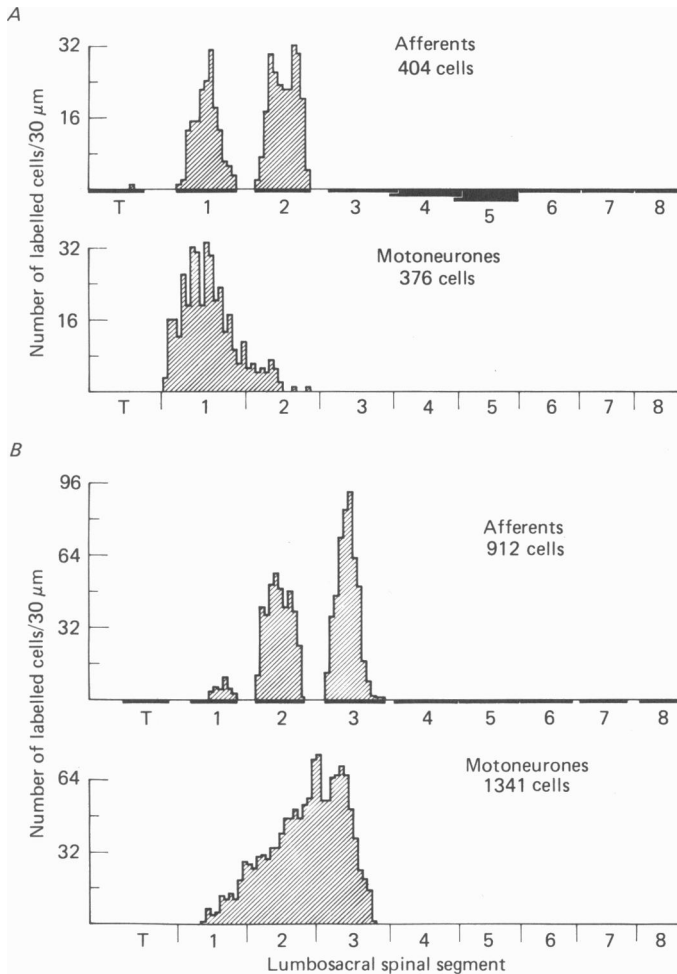 A
Number of labelled cells/30 μm
32
16
Afferents
404 cells
T 1 2 3 4 5 6 7 8
32
16
Motoneurones
376 cells
T 1 2 3 4 5 6 7 8
B
Number of labelled cells/30 μm
96
64
32
Afferents
912 cells
T 1 2 3 4 5 6 7 8
64
32
Motoneurones
1341 cells
T 1 2 3 4 5 6 7 8
Lumbosacral spinal segment